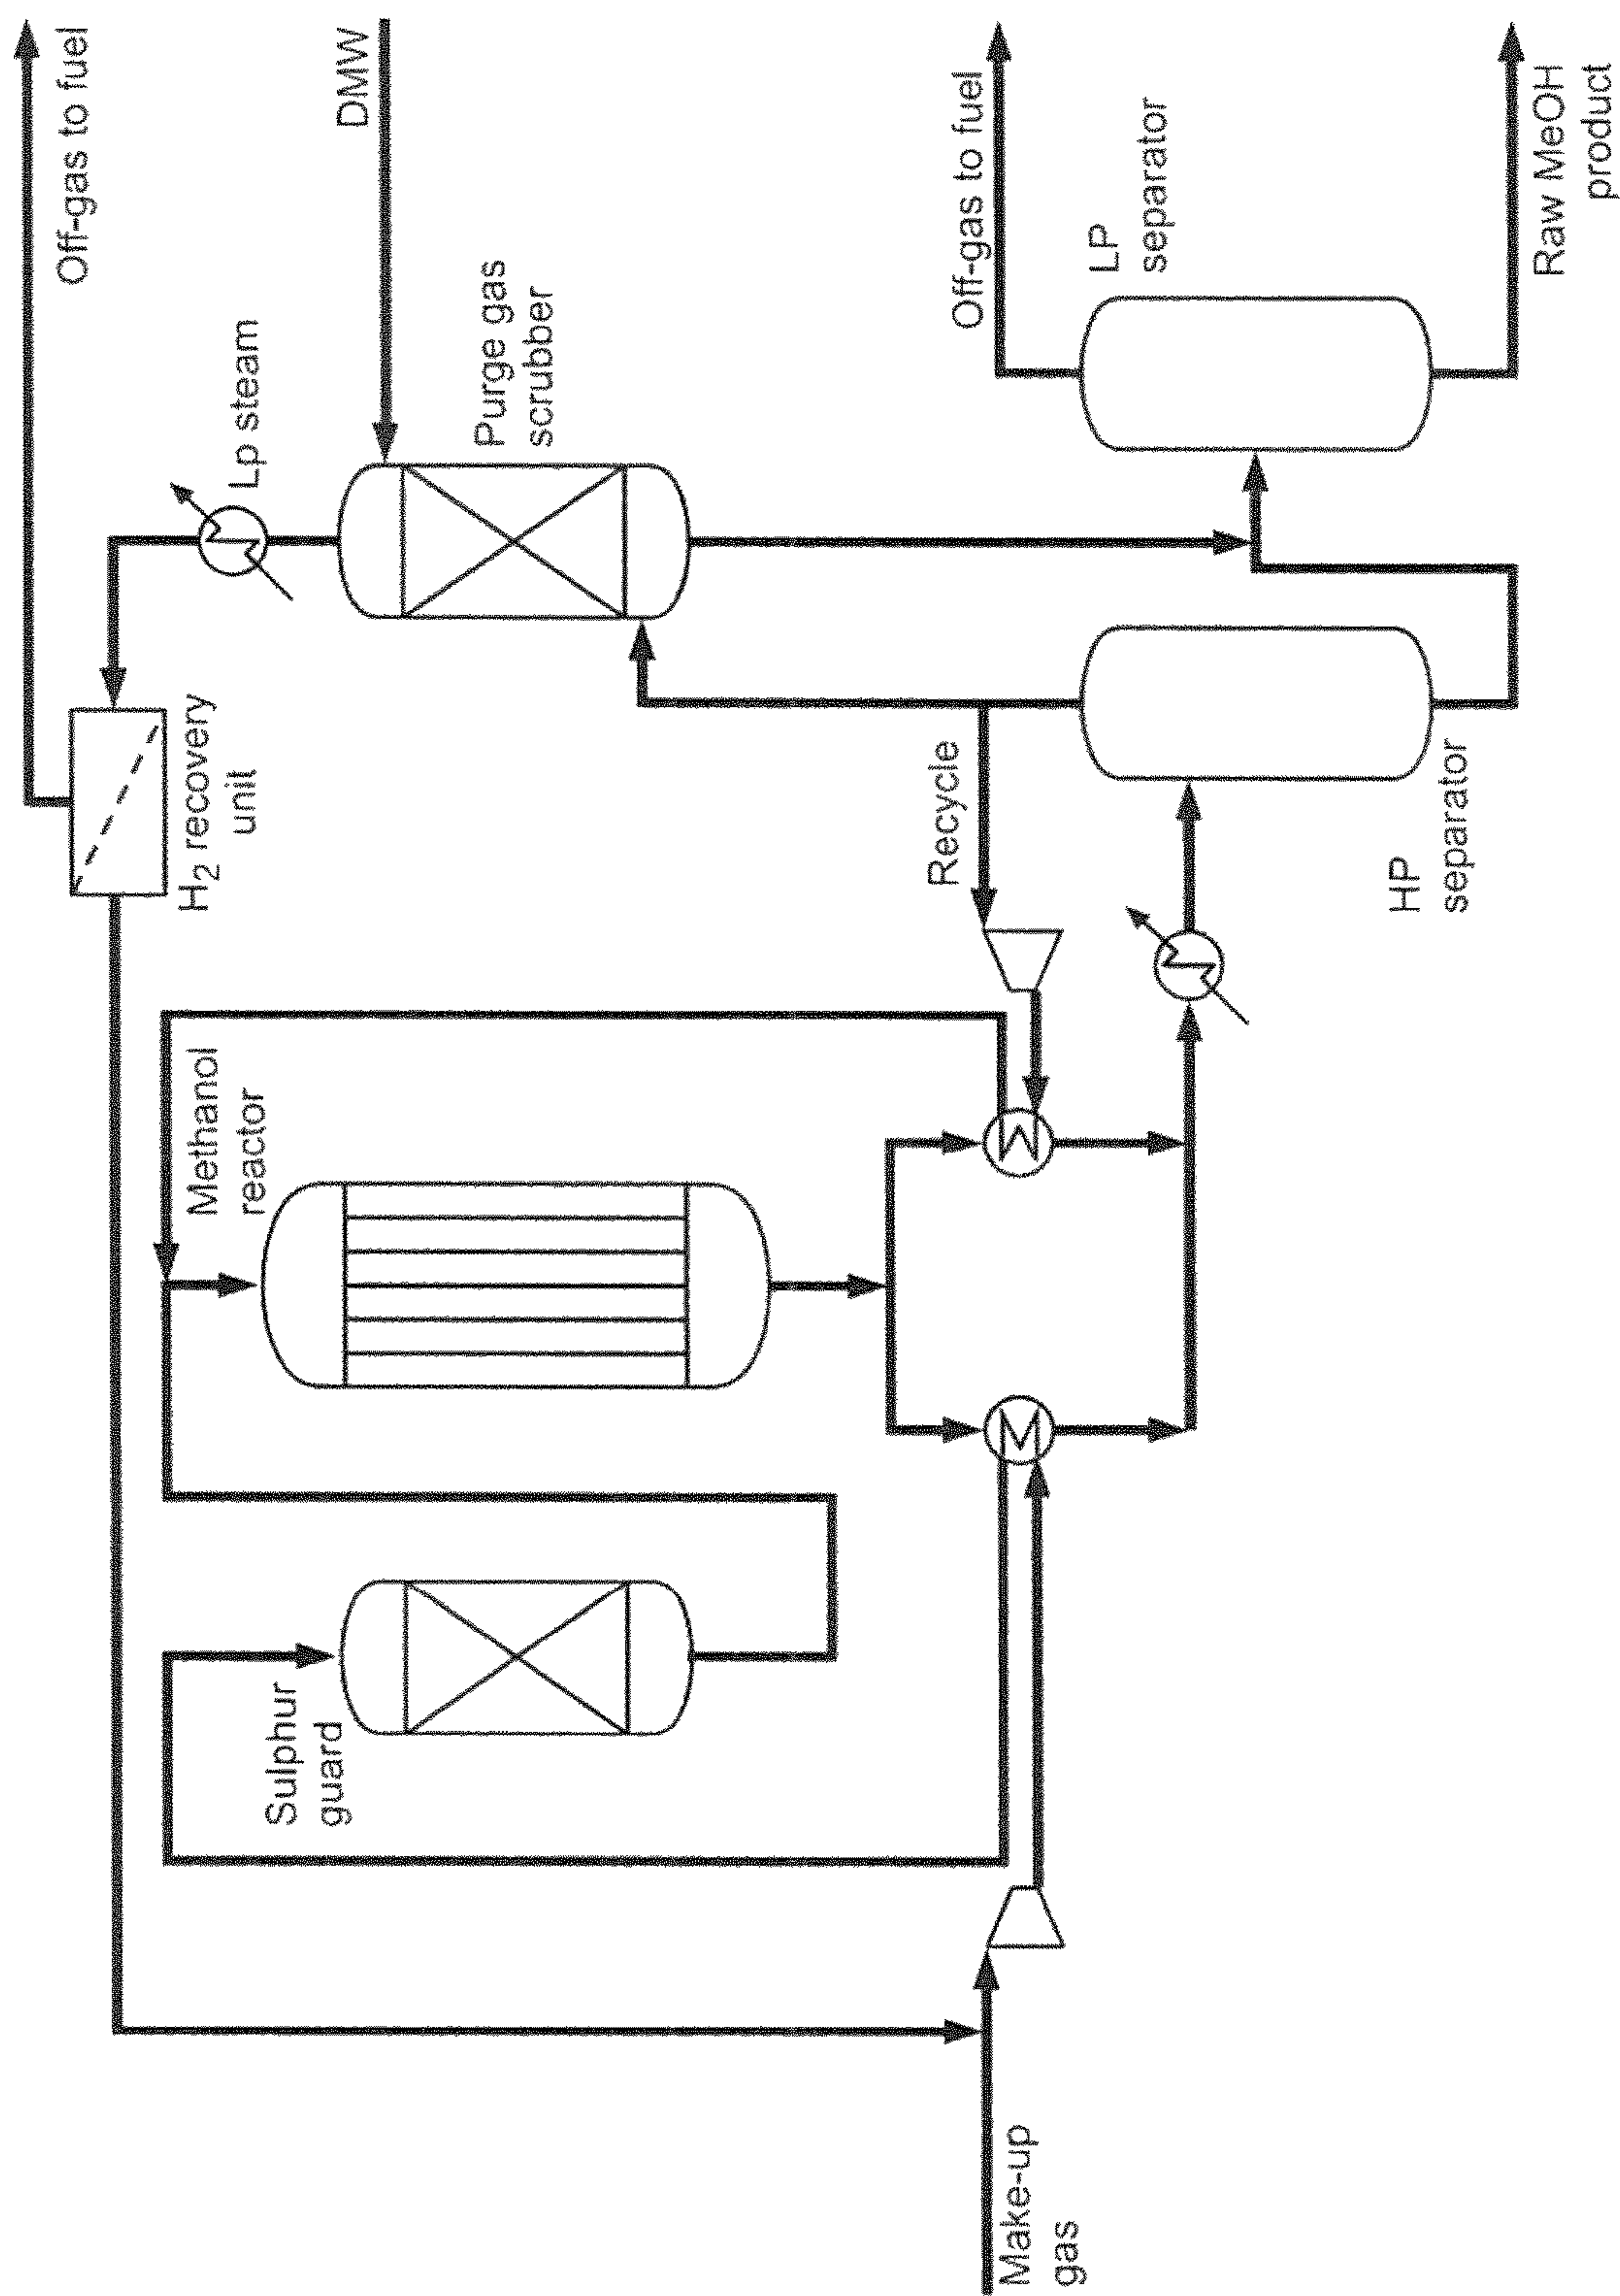 Off-gas to fuel
DMW
Lp steam
H2 recovery
unit
Purge gas
scrubber
Methanol
reactor
Sulphur
guard
Recycle
Off-gas to fuel
LP
separator
HP
separator
Make-up
gas
Raw MeOH
product